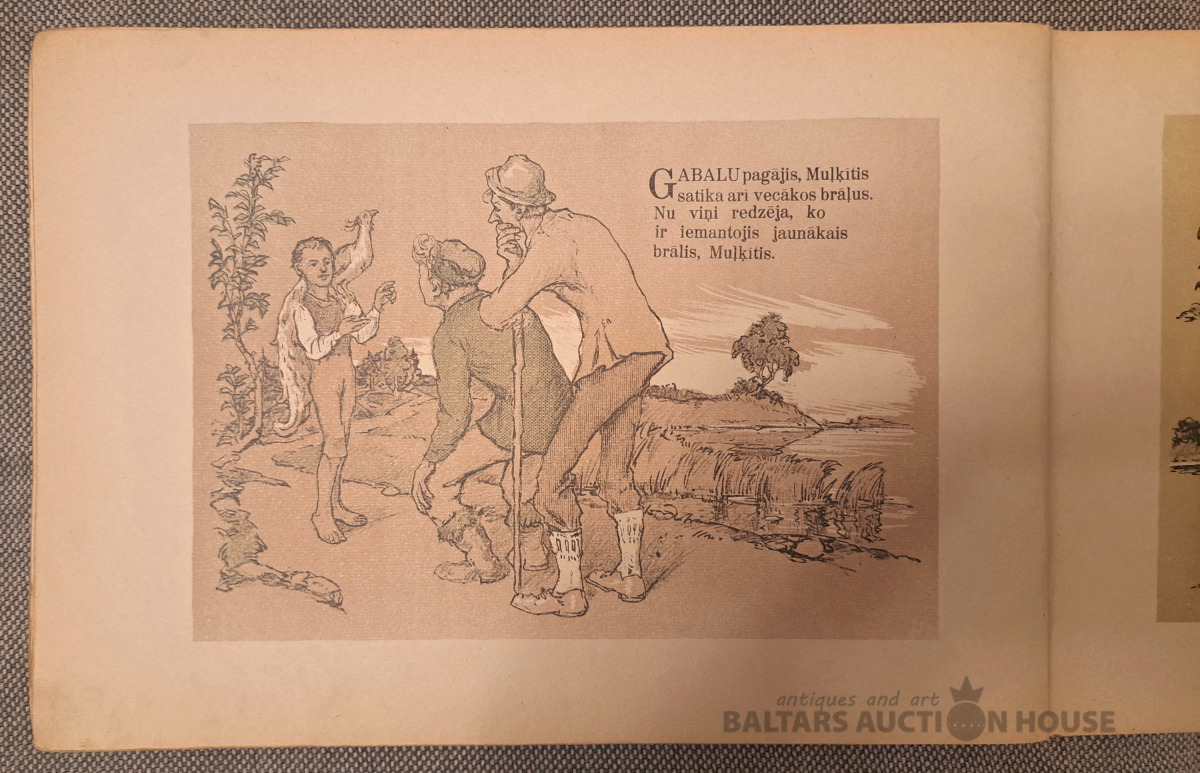 GABALU pagājis, Muļķītis
satika arī vecākos brāļus.
Nu viņi redzēja, ko
ir iemantojis jaunākais
brālis, Muļķītis.
antiques and art
BALTARS AUCTION HOUSE